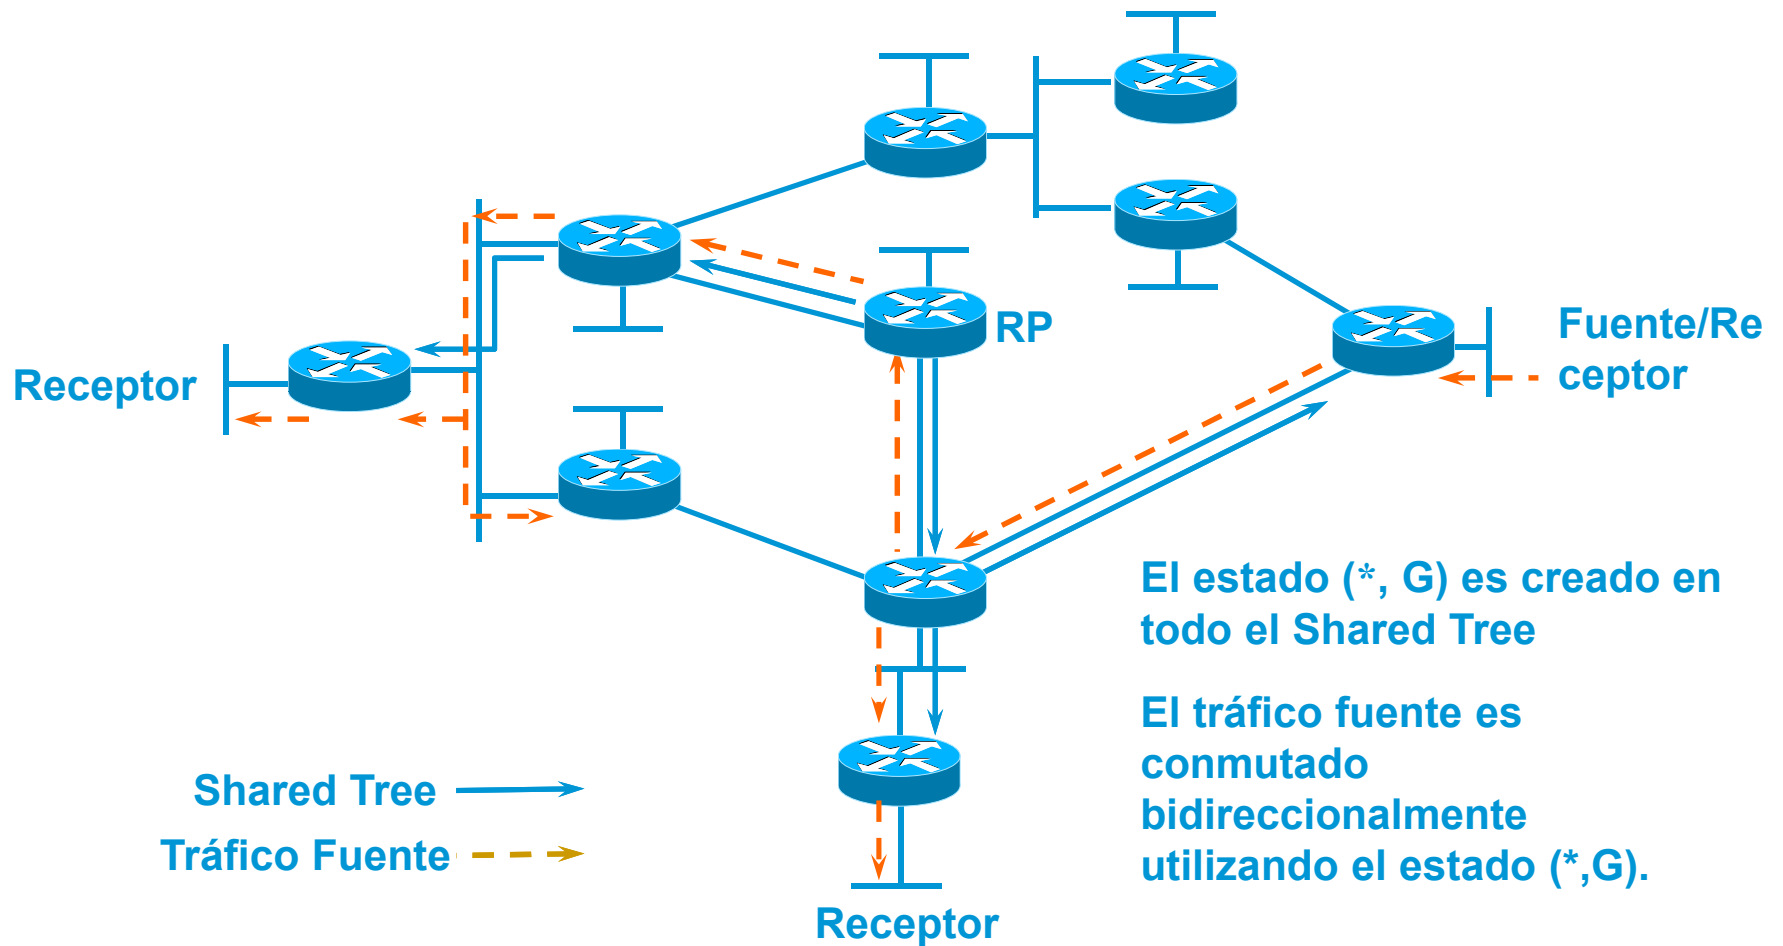 RP
Fuente/Re
ceptor
Receptor
El estado (*, G) es creado en
todo el Shared Tree
El tráfico fuente es
conmutado
bidireccionalmente
utilizando el estado (*,G).
Shared Tree
Tráfico Fuente
Receptor